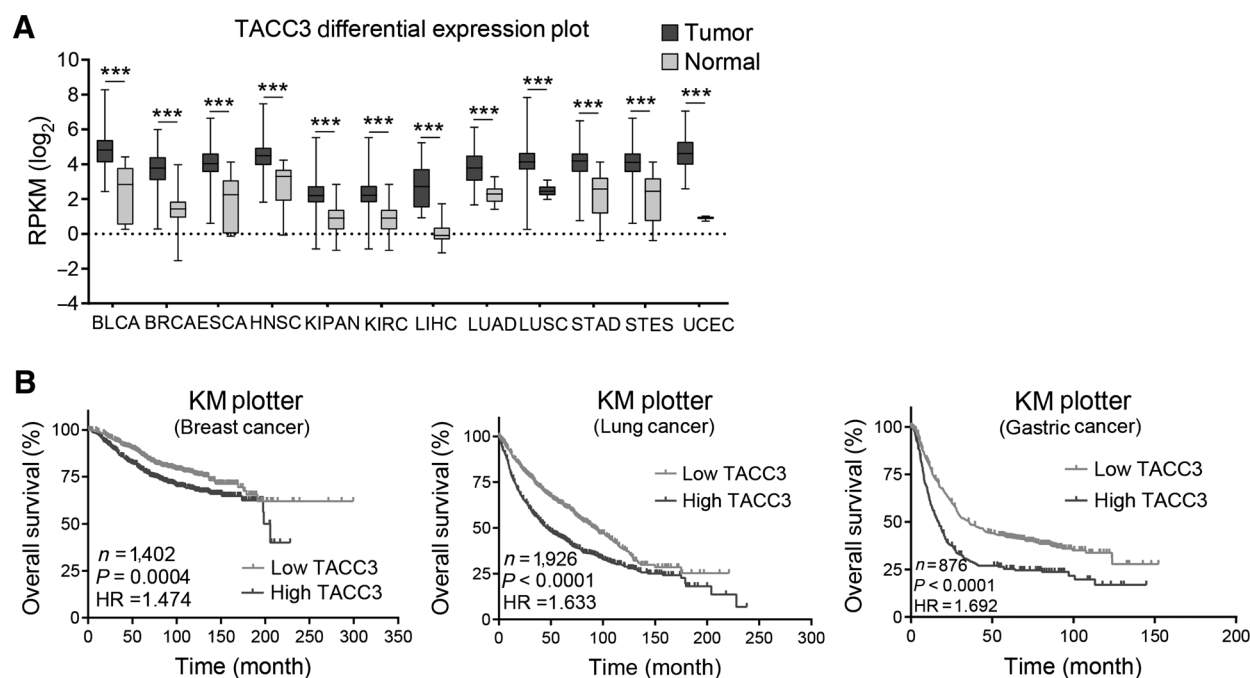 A
TACC3 differential expression plot
Tumor
Normal
RPKM (log2)
10
8
6
4
2
0
–2
–4
*** *** *** *** *** *** *** *** *** *** *** ***
BLCA BRCA ESCA HNSC KIPAN KIRC LIHC LUAD LUSC STAD STES UCEC
B
KM plotter
(Breast cancer)
Overall survival (%)
100
75
50
25
0
n = 1,402
P = 0.0004
HR = 1.474
Low TACC3
High TACC3
0 50 100 150 200 250 300 350
Time (month)
KM plotter
(Lung cancer)
Overall survival (%)
100
75
50
25
0
Low TACC3
High TACC3
n = 1,926
P < 0.0001
HR = 1.633
0 50 100 150 200 250 300
Time (month)
KM plotter
(Gastric cancer)
Overall survival (%)
100
75
50
25
0
Low TACC3
High TACC3
n = 876
P < 0.0001
HR = 1.692
0 50 100 150 200
Time (month)